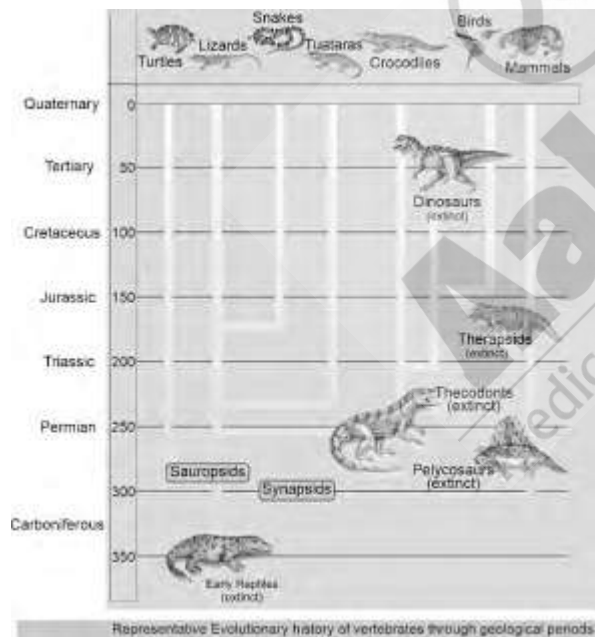 Snakes
Birds
Lizards
Tuataras
Turtles
Crocodiles
Mammals
Quaternary
0
Tertiary
50
Dinosaurs
(extinct)
Cretaceous
100
Jurassic
150
Therapsids
(extinct)
Triassic
200
Thecodonts
(extinct)
Permian
250
Sauropsids
Pelycosaurs
(extinct)
Synapsids
300
Carboniferous
350
Early Reptiles
(extinct)
Representative Evolutionary history of vertebrates through geological periods